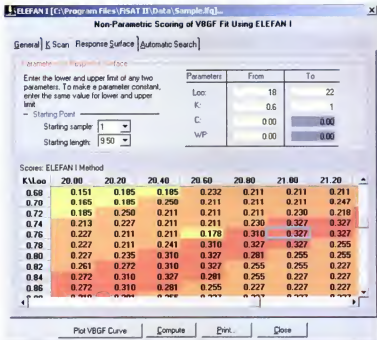 ELEFAN I [C:\Program Files\FiSAT II\Data\Sample.lfq]...
Non-Parametric Scoring of VBGF Fit Using ELEFAN I
General K Scan Response Surface Automatic Search
Parameters Response Surface
Enter the lower and upper limit of any two
parameters. To make a parameter constant,
enter the same value for lower and upper
limit
Starting Point
Starting sample: 1
Starting length: 9.50
Parameters From To
Loo: 18 22
K: 0.6 1
C: 0.00 0.00
WP 0.00 0.00
Scores: ELEFAN I Method
K\Loo 20.00 20.20 20.40 20.60 20.80 21.00 21.20
0.68 0.151 0.185 0.185 0.232 0.211 0.211 0.211
0.70 0.165 0.185 0.250 0.211 0.211 0.211 0.247
0.72 0.185 0.250 0.211 0.211 0.211 0.230 0.218
0.74 0.213 0.227 0.211 0.211 0.230 0.327 0.327
0.76 0.227 0.211 0.211 0.178 0.310 0.327 0.327
0.78 0.227 0.211 0.241 0.310 0.327 0.327 0.255
0.80 0.227 0.235 0.310 0.327 0.281 0.255 0.255
0.82 0.261 0.272 0.310 0.327 0.255 0.255 0.227
0.84 0.272 0.310 0.327 0.281 0.255 0.227 0.227
0.86 0.272 0.310 0.281 0.255 0.227 0.227 0.227
Plot VBGF Curve Compute Print... Close